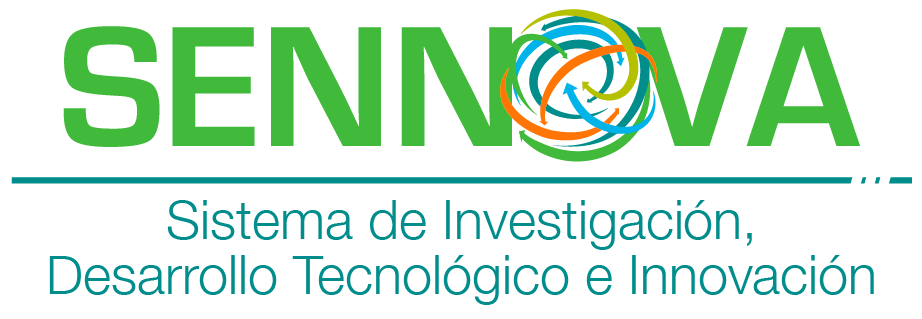 SENNOVA
Sistema de Investigación,
Desarrollo Tecnológico e Innovación